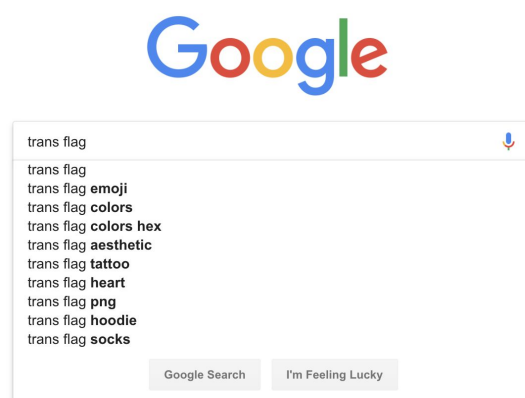 Google
trans flag
trans flag
trans flag emoji
trans flag colors
trans flag colors hex
trans flag aesthetic
trans flag tattoo
trans flag heart
trans flag png
trans flag hoodie
trans flag socks
Google Search I'm Feeling Lucky